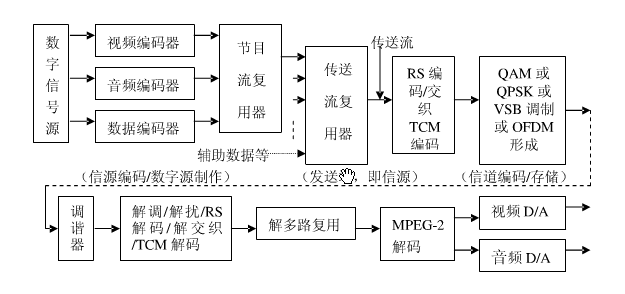 数字信号源
视频编码器
音频编码器
数据编码器
节目流复用器
传送流复用器
辅助数据等
传送流
RS 编
码/交
织
TCM
编码
QAM 或
QPSK 或
VSB 调制
或 OFDM
形成
(信源编码/数字源制作)
(发送,即信源)
(信道编码/存储)
调谐器
解调/解扰/RS
解码/解交织
/TCM 解码
解多路复用
MPEG-2
解码
视频 D/A
音频 D/A